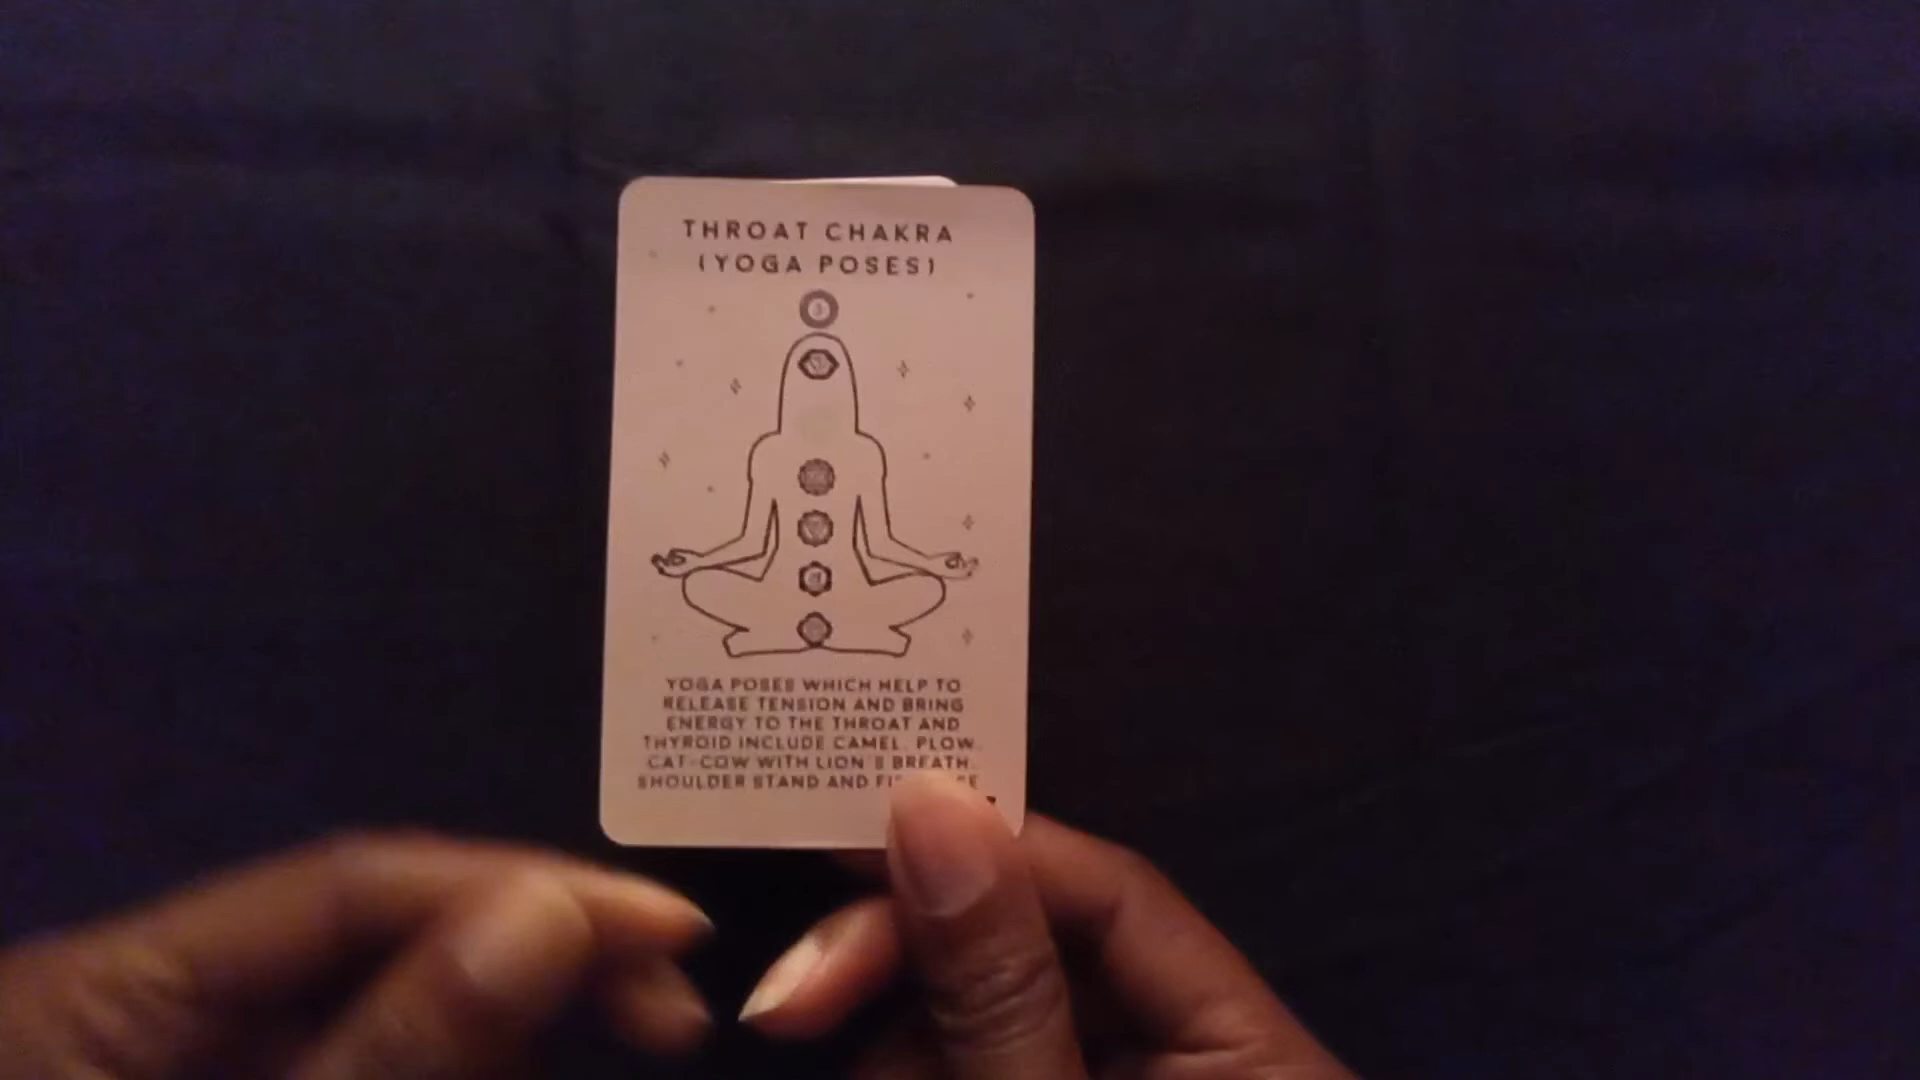 THROAT CHAKRA
(YOGA POSES)
YOGA POSES WHICH HELP TO
RELEASE TENSION AND BRING
ENERGY TO THE THROAT AND
THYROID INCLUDE CAMEL, PLOW,
CAT-COW WITH LION'S BREATH,
SHOULDER STAND AND